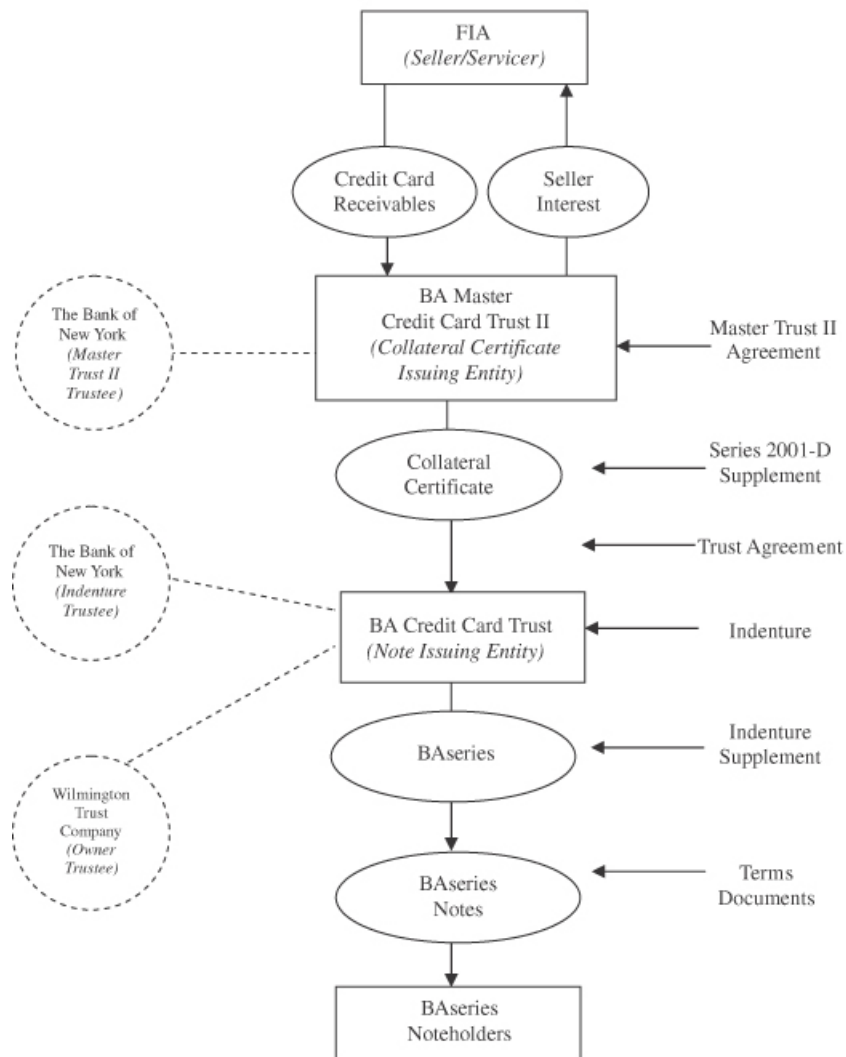 FIA
(Seller/Servicer)
Credit Card
Receivables
Seller
Interest
The Bank of
New York
(Master
Trust II
Trustee)
BA Master
Credit Card Trust II
(Collateral Certificate
Issuing Entity)
Master Trust II
Agreement
Collateral
Certificate
Series 2001-D
Supplement
The Bank of
New York
(Indenture
Trustee)
Trust Agreement
BA Credit Card Trust
(Note Issuing Entity)
Indenture
BAseries
Indenture
Supplement
Wilmington
Trust
Company
(Owner
Trustee)
BAseries
Notes
Terms
Documents
BAseries
Noteholders